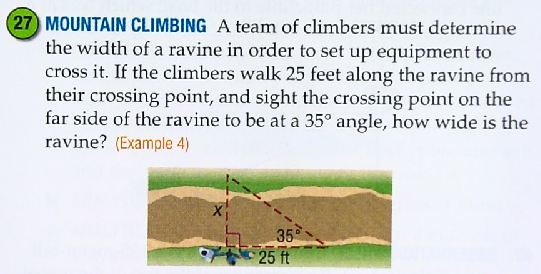 27 MOUNTAIN CLIMBING A team of climbers must determine
the width of a ravine in order to set up equipment to
cross it. If the climbers walk 25 feet along the ravine from
their crossing point, and sight the crossing point on the
far side of the ravine to be at a 35° angle, how wide is the
ravine? (Example 4)
x
35°
25 ft